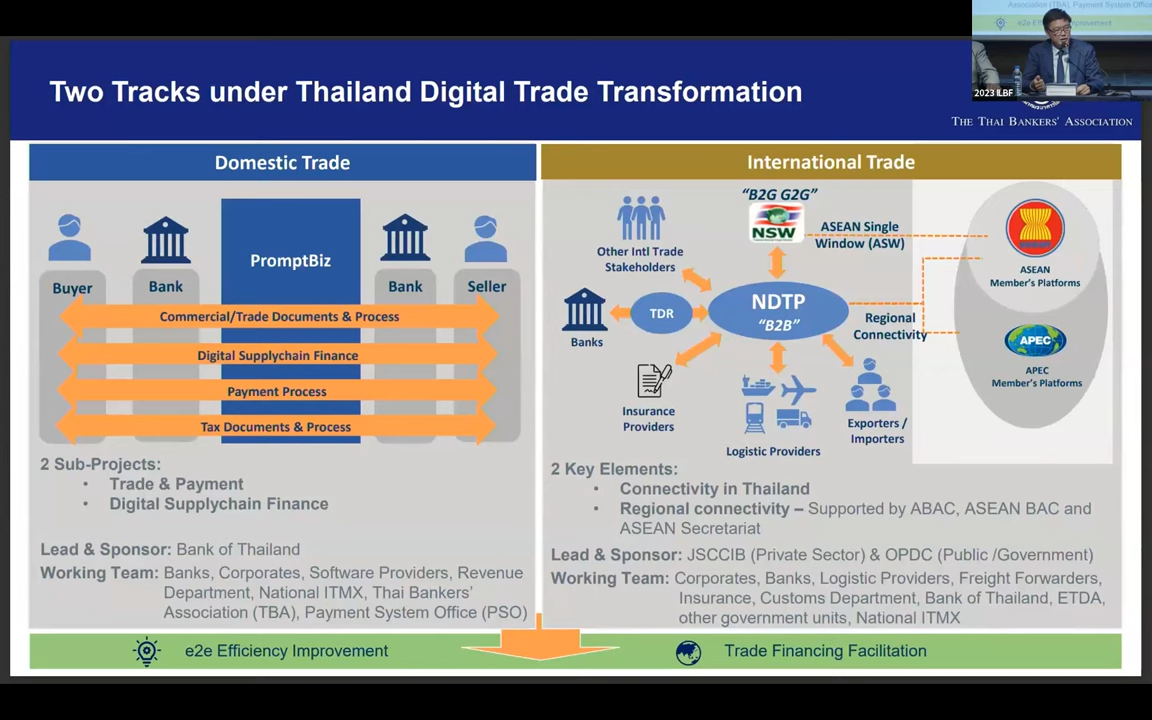 Association (TBA), Payment System Office
2023 ILBF
Two Tracks under Thailand Digital Trade Transformation
THE THAI BANKERS' ASSOCIATION
Domestic Trade
Buyer
Bank
PromptBiz
Bank
Seller
Commercial/Trade Documents & Process
Digital Supplychain Finance
Payment Process
Tax Documents & Process
2 Sub-Projects:
• Trade & Payment
• Digital Supplychain Finance
Lead & Sponsor: Bank of Thailand
Working Team: Banks, Corporates, Software Providers, Revenue
Department, National ITMX, Thai Bankers'
Association (TBA), Payment System Office (PSO)
International Trade
"B2G G2G"
NSW
ASEAN Single
Window (ASW)
Other Intl Trade
Stakeholders
NDTP
"B2B"
TDR
Banks
Regional
Connectivity
Insurance
Providers
Logistic Providers
Exporters /
Importers
ASEAN
Member's Platforms
APEC
APEC
Member's Platforms
2 Key Elements:
• Connectivity in Thailand
• Regional connectivity – Supported by ABAC, ASEAN BAC and
ASEAN Secretariat
Lead & Sponsor: JSCCIB (Private Sector) & OPDC (Public /Government)
Working Team: Corporates, Banks, Logistic Providers, Freight Forwarders,
Insurance, Customs Department, Bank of Thailand, ETDA,
other government units, National ITMX
e2e Efficiency Improvement
Trade Financing Facilitation